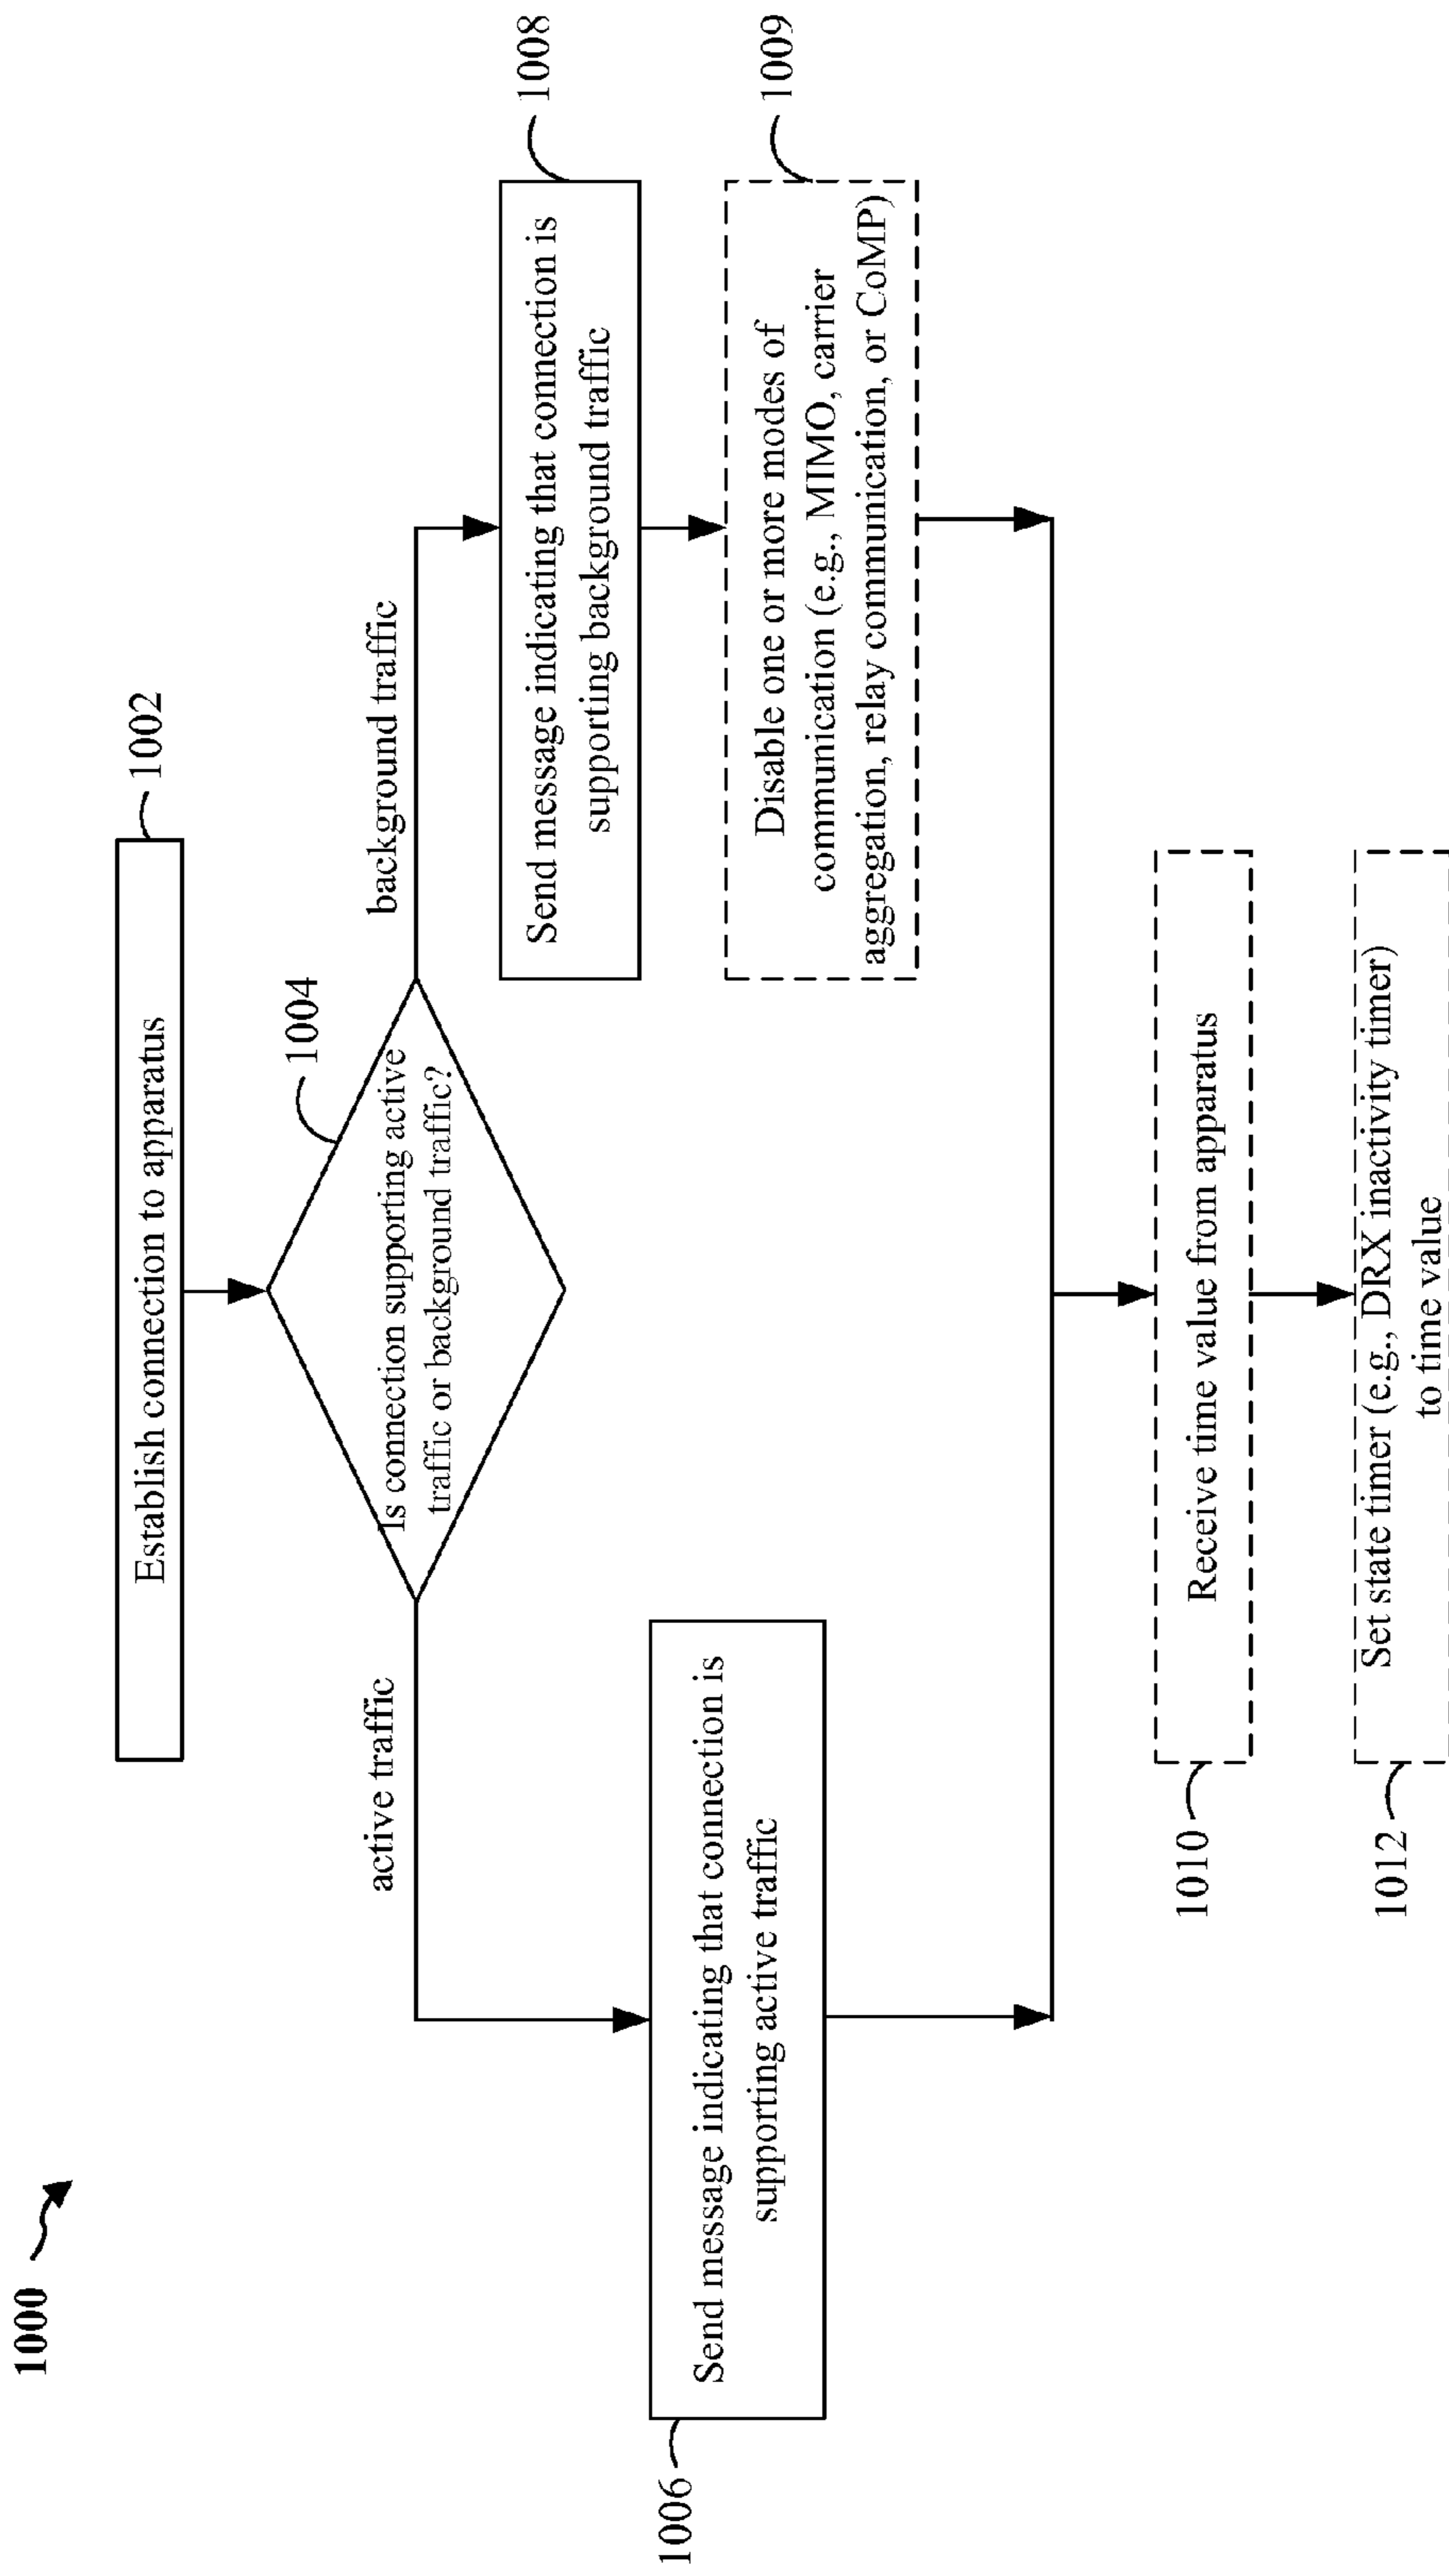 1000
Establish connection to apparatus
1002
1004
Is connection supporting active
traffic or background traffic?
active traffic
background traffic
Send message indicating that connection is
supporting active traffic
1006
Send message indicating that connection is
supporting background traffic
1008
Disable one or more modes of
communication (e.g., MIMO, carrier
aggregation, relay communication, or CoMP)
1009
1010
Receive time value from apparatus
1012
Set state timer (e.g., DRX inactivity timer)
to time value